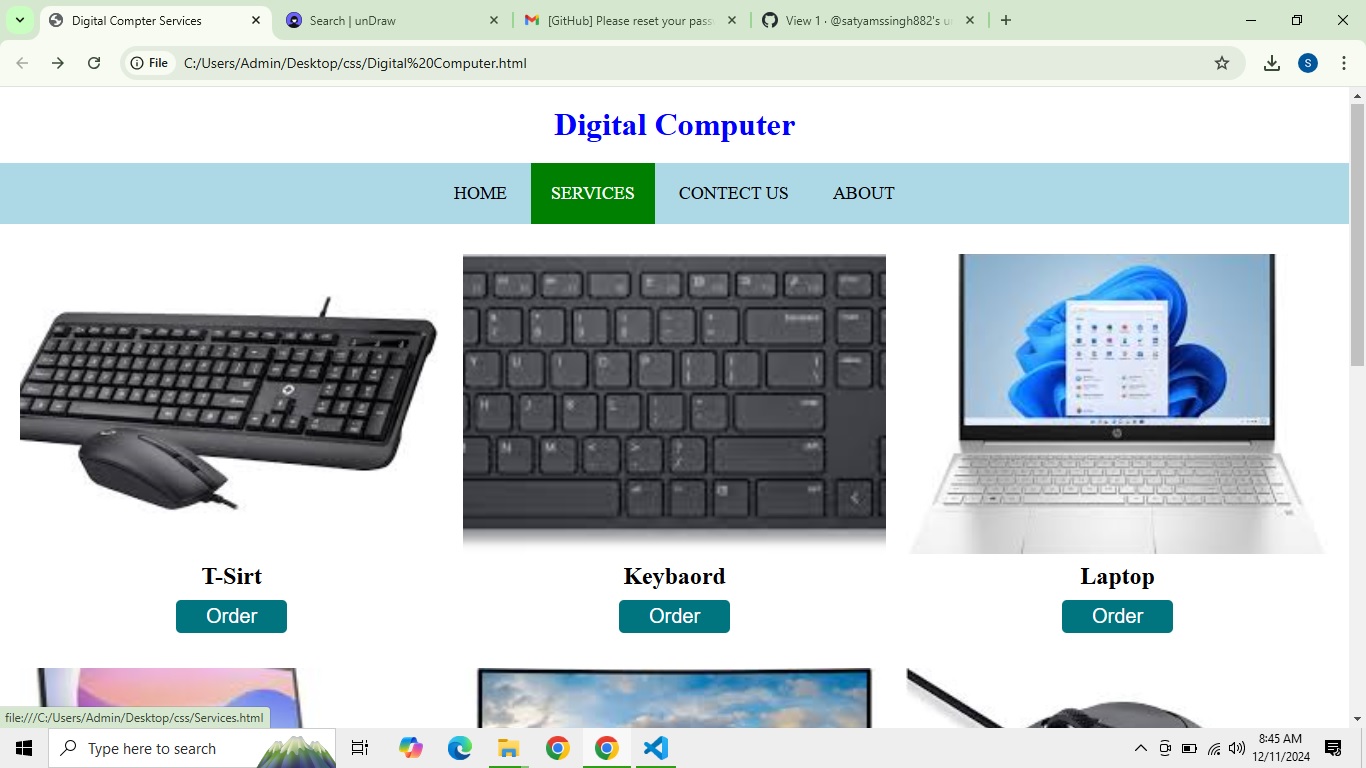 Digital Compter Services
Search | unDraw
[GitHub] Please reset your pass
View 1 · @satyamssingh882's u
File
C:/Users/Admin/Desktop/css/Digital%20Computer.html
S
Digital Computer
HOME
SERVICES
CONTECT US
ABOUT
T-Sirt
Keybaord
Laptop
Order
Order
Order
file:///C:/Users/Admin/Desktop/css/Services.html
Type here to search
8:45 AM
12/11/2024